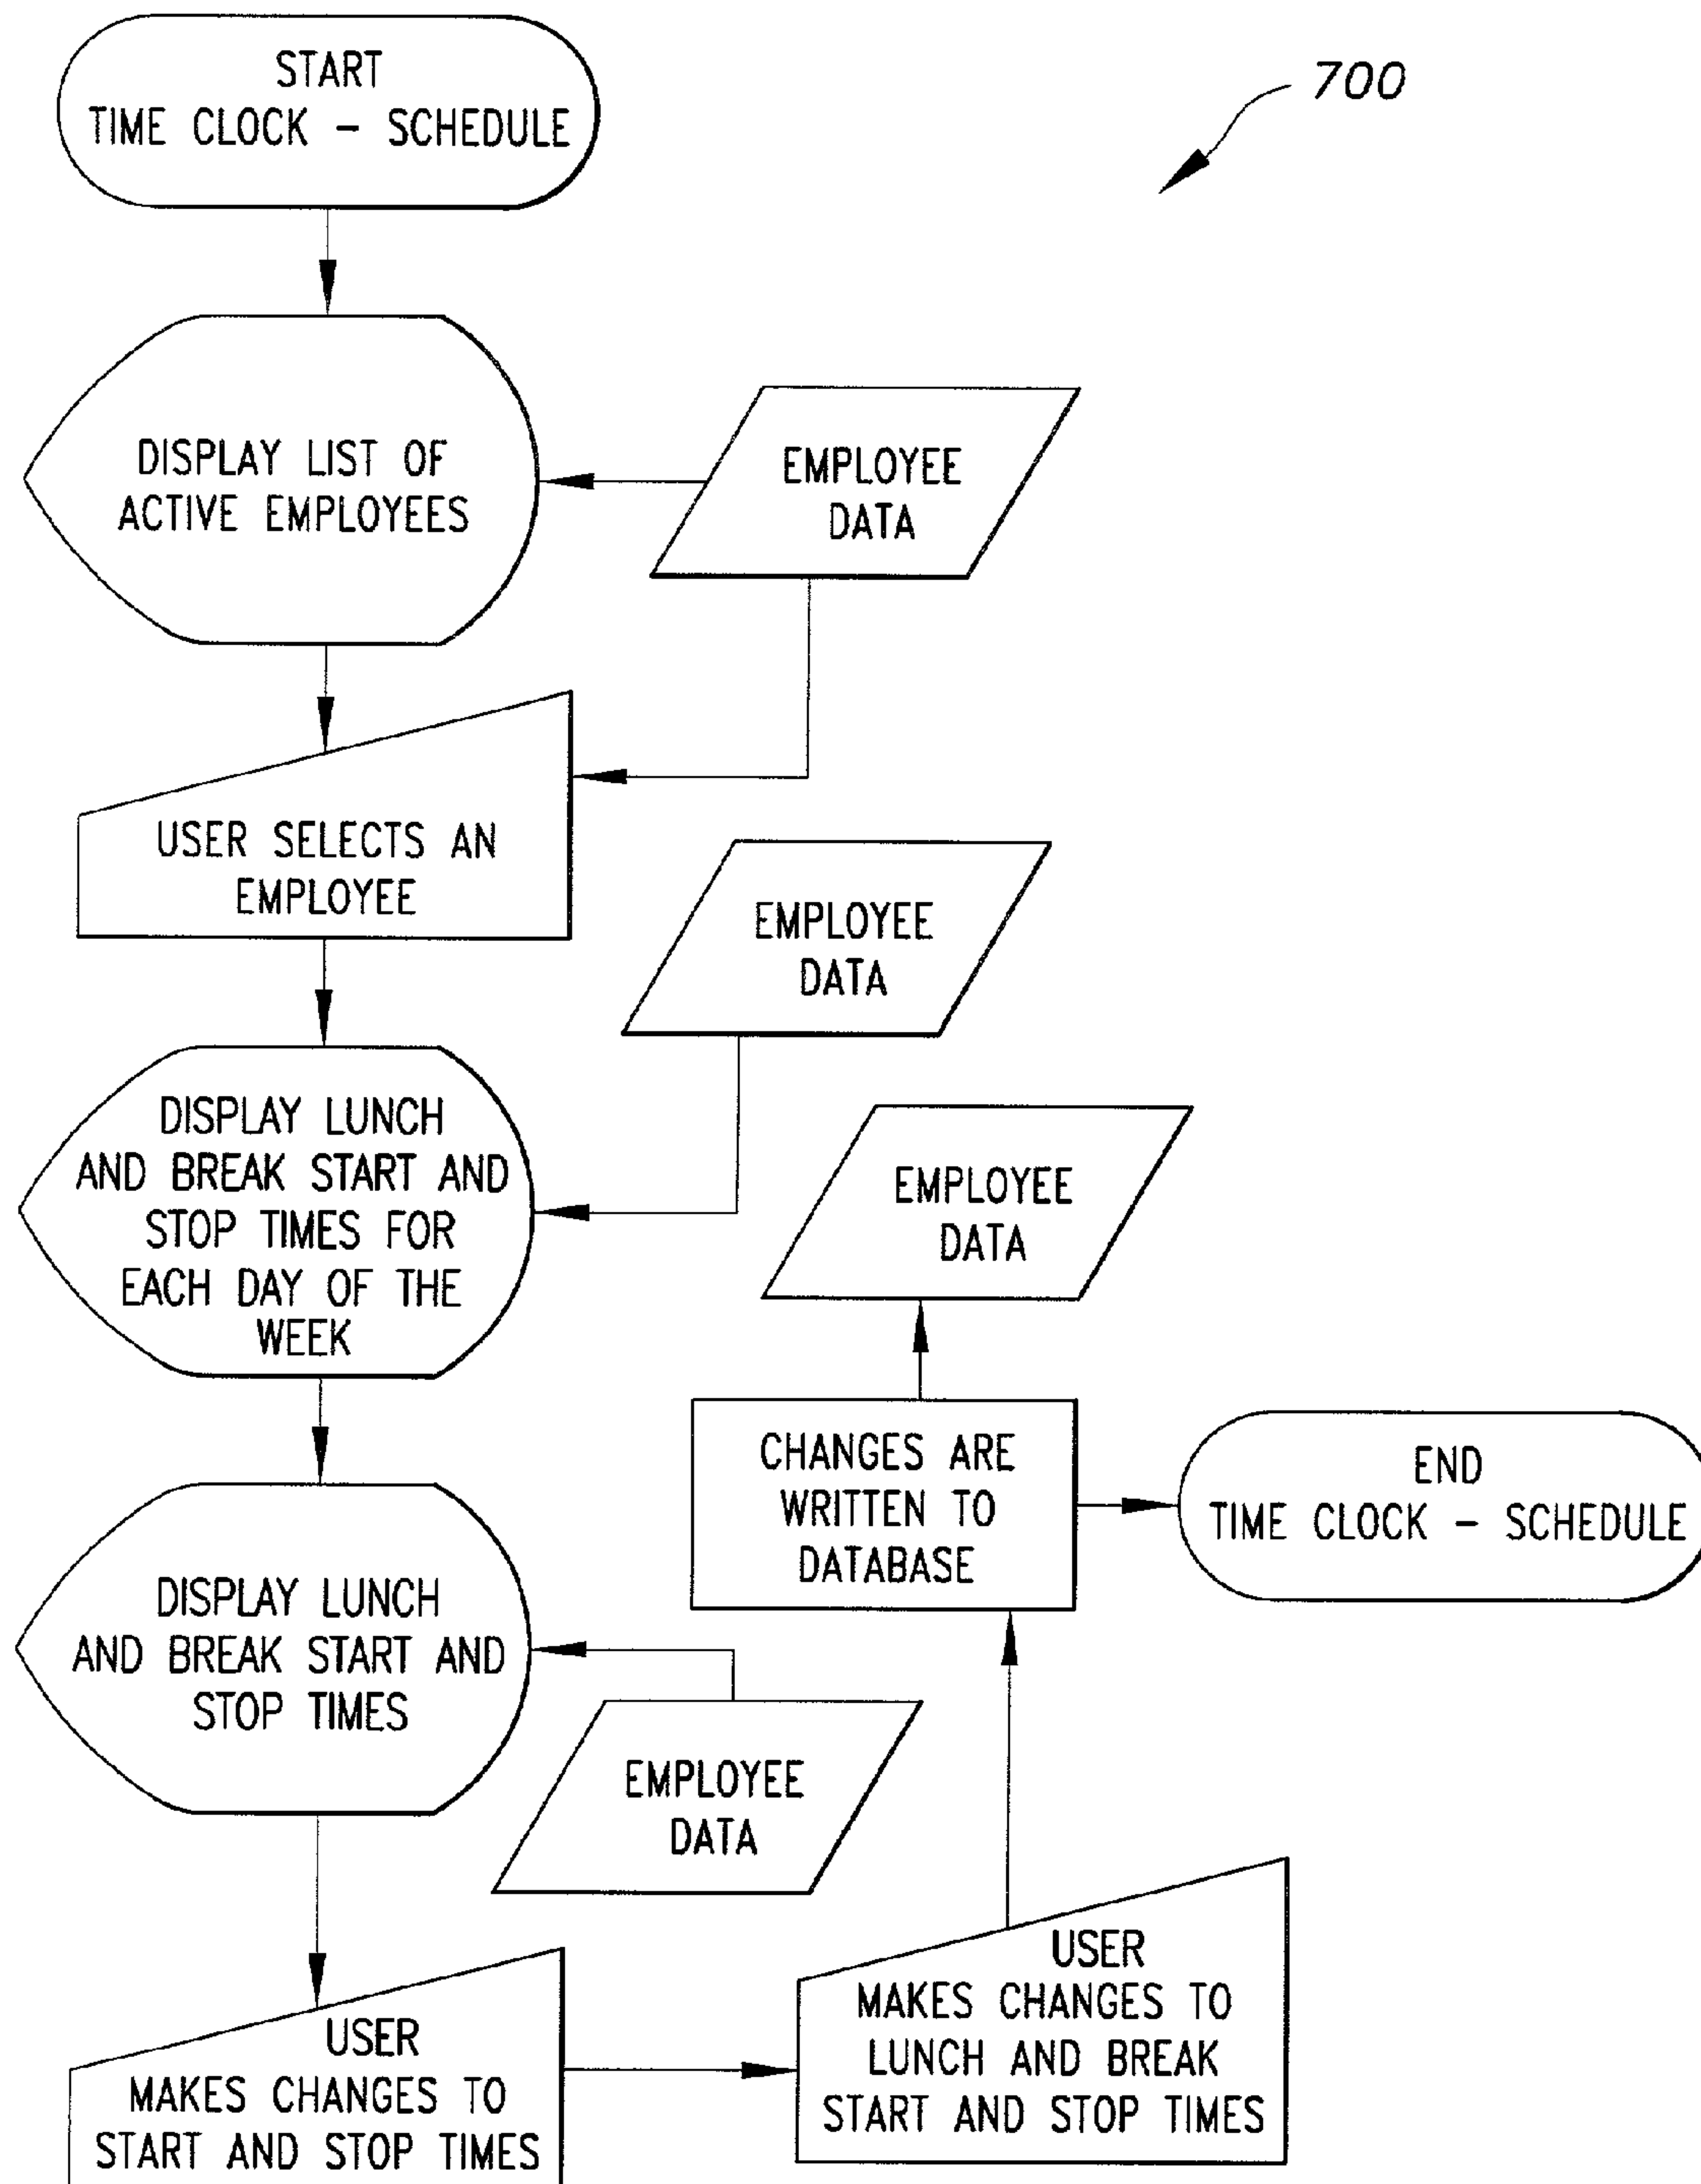 START
TIME CLOCK - SCHEDULE
700
DISPLAY LIST OF
ACTIVE EMPLOYEES
EMPLOYEE
DATA
USER SELECTS AN
EMPLOYEE
EMPLOYEE
DATA
DISPLAY LUNCH
AND BREAK START AND
STOP TIMES FOR
EACH DAY OF THE
WEEK
EMPLOYEE
DATA
CHANGES ARE
WRITTEN TO
DATABASE
END
TIME CLOCK - SCHEDULE
DISPLAY LUNCH
AND BREAK START AND
STOP TIMES
EMPLOYEE
DATA
USER
MAKES CHANGES TO
START AND STOP TIMES
USER
MAKES CHANGES TO
LUNCH AND BREAK
START AND STOP TIMES